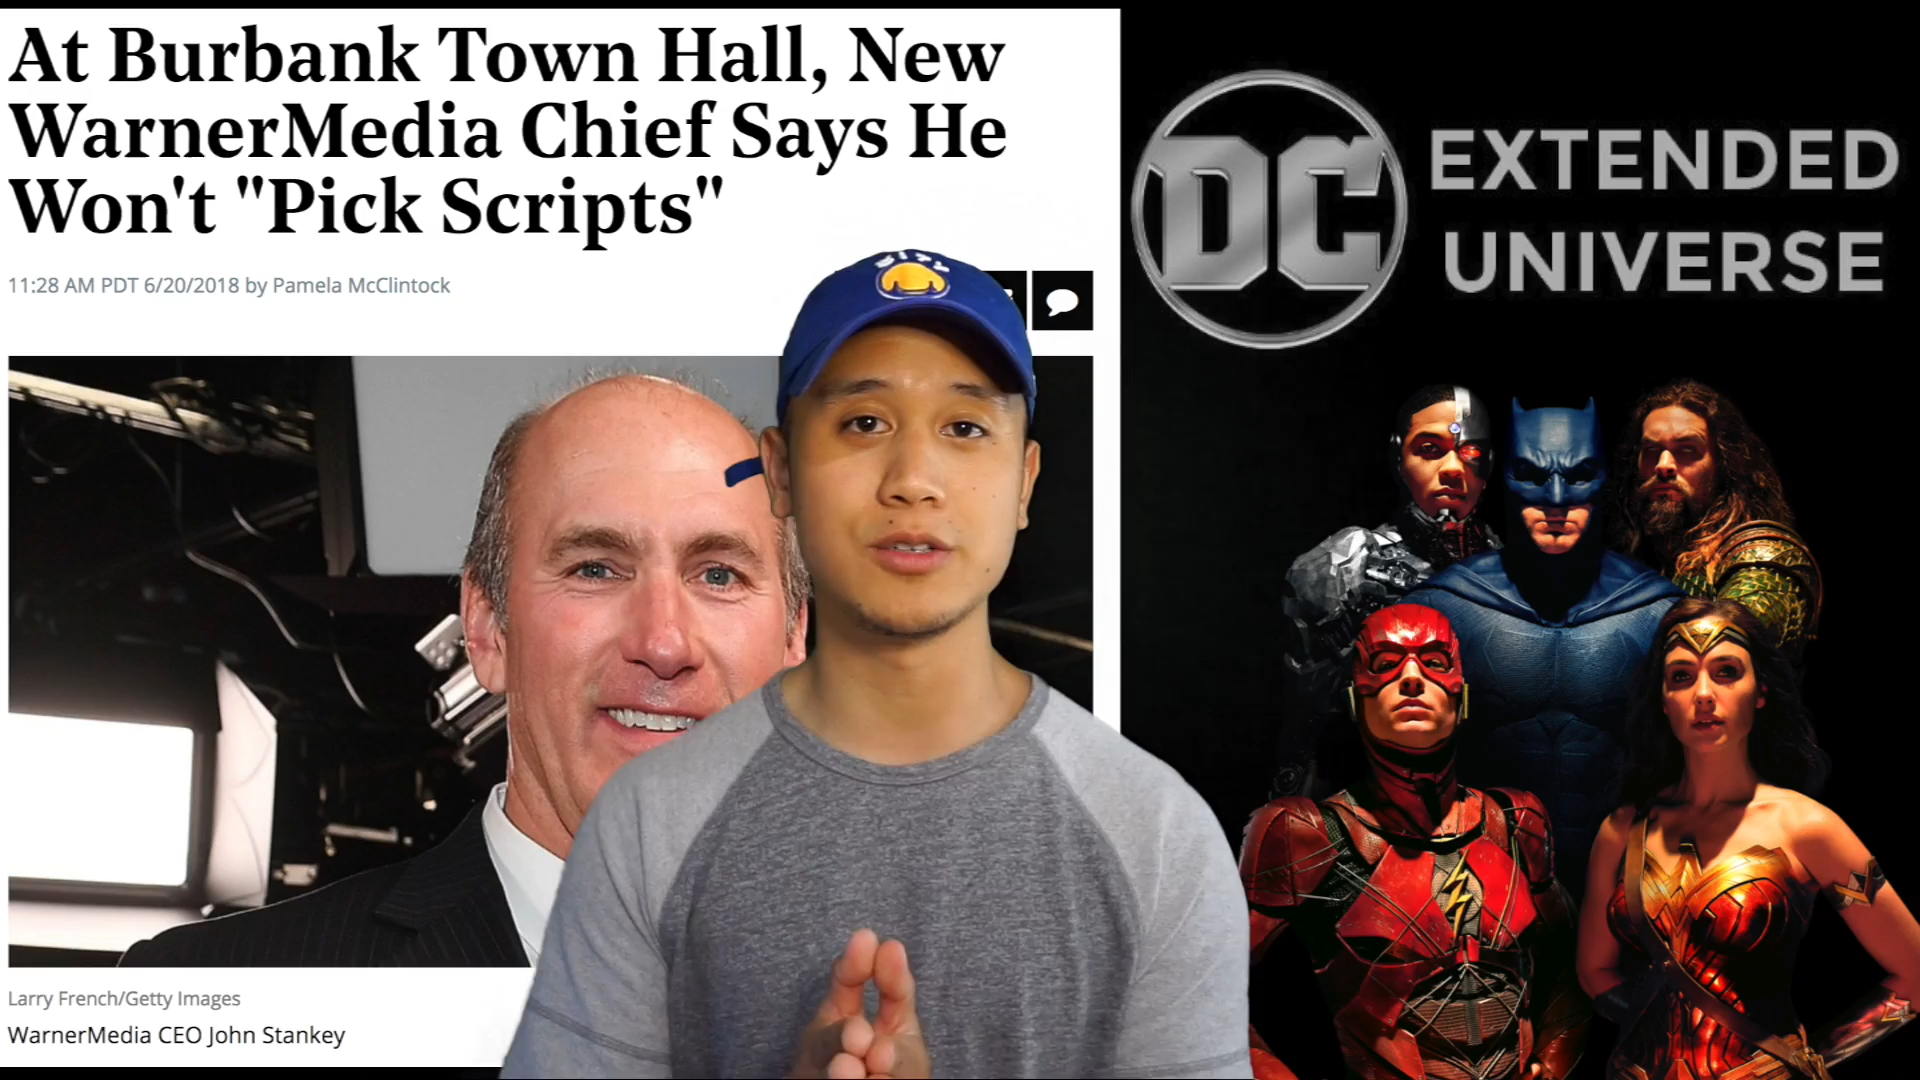 At Burbank Town Hall, New
WarnerMedia Chief Says He
Won't "Pick Scripts"
11:28 AM PDT 6/20/2018 by Pamela McClintock
Larry French/Getty Images
WarnerMedia CEO John Stankey
DC
EXTENDED
UNIVERSE